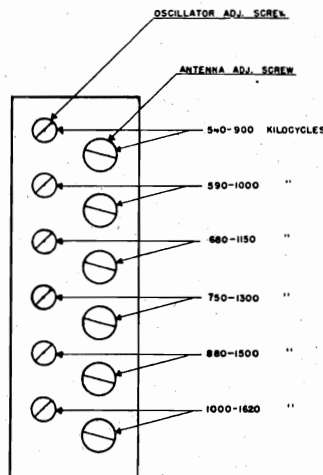 OSCILLATOR ADJ. SCREW
ANTENNA ADJ. SCREW
540-900 KILOCYCLES
590-1000 "
680-1150 "
750-1300 "
880-1500 "
1000-1620 "